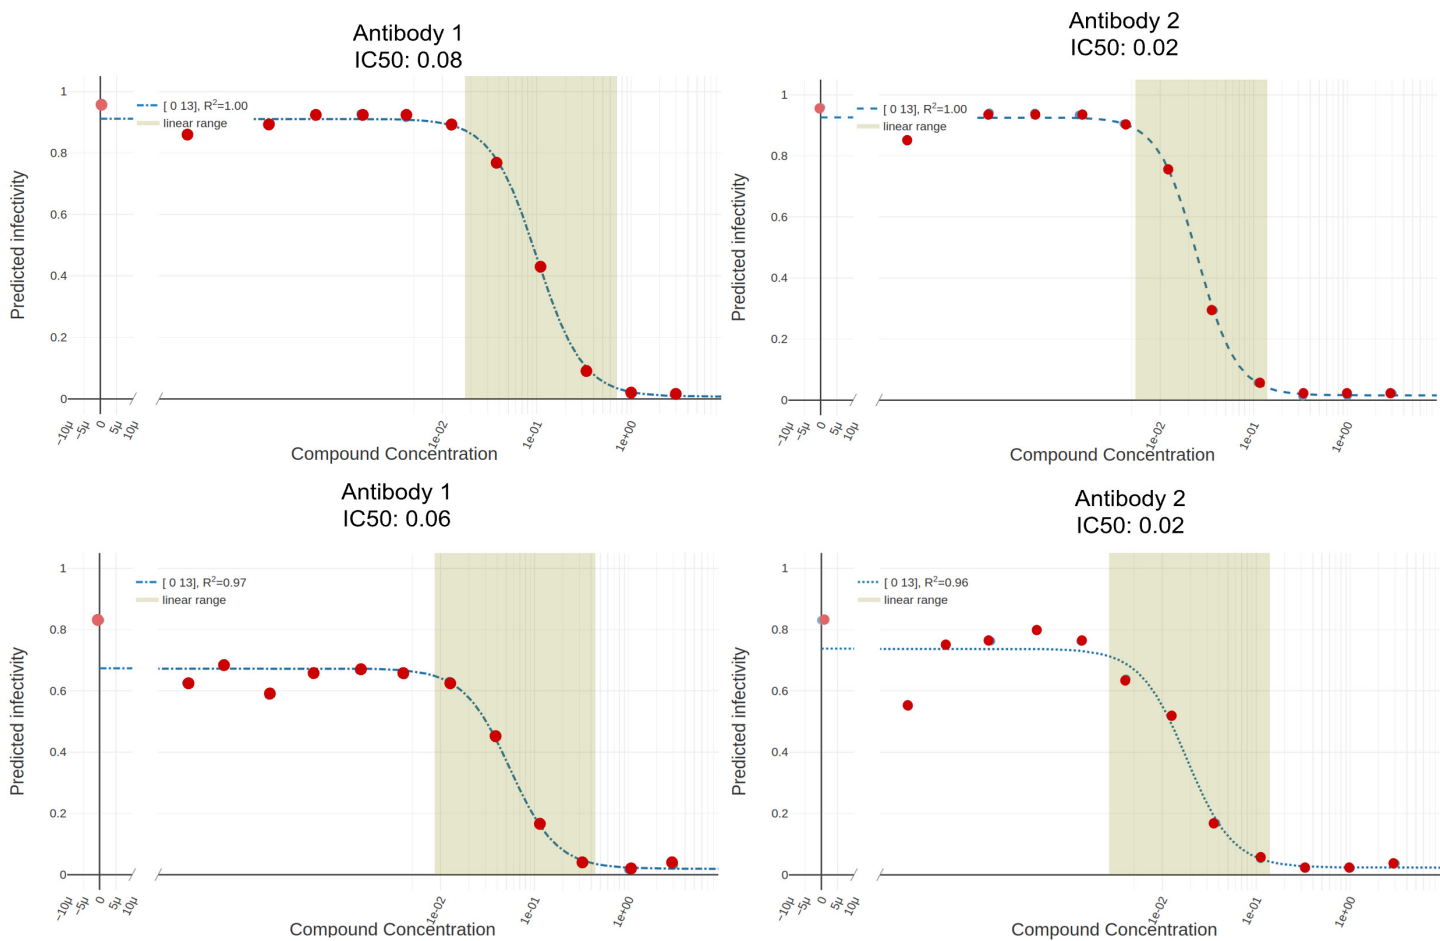 Antibody 1
IC50: 0.08
1
0.8
0.6
0.4
0.2
0
[ 0 13], R²=1.00
linear range
Predicted infectivity
−10µ
−5µ
0
5µ
10µ
1e-02
1e-01
1e+00
Compound Concentration
Antibody 2
IC50: 0.02
1
0.8
0.6
0.4
0.2
0
[ 0 13], R²=1.00
linear range
Predicted infectivity
−10µ
−5µ
0
5µ
10µ
1e-02
1e-01
1e+00
Compound Concentration
Antibody 1
IC50: 0.06
1
0.8
0.6
0.4
0.2
0
[ 0 13], R²=0.97
linear range
Predicted infectivity
−10µ
−5µ
0
5µ
10µ
1e-02
1e-01
1e+00
Compound Concentration
Antibody 2
IC50: 0.02
1
0.8
0.6
0.4
0.2
0
[ 0 13], R²=0.96
linear range
Predicted infectivity
−10µ
−5µ
0
5µ
10µ
1e-02
1e-01
1e+00
Compound Concentration